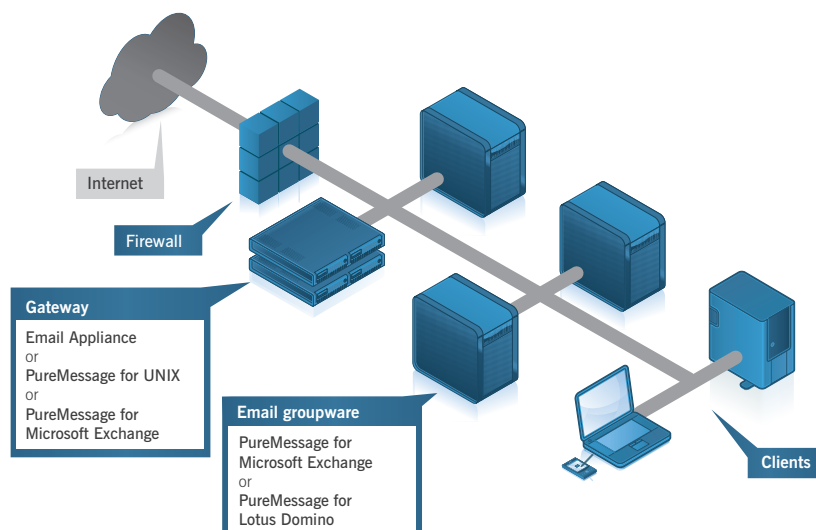 Internet
Firewall
Gateway
Email Appliance
or
PureMessage for UNIX
or
PureMessage for
Microsoft Exchange
Email groupware
PureMessage for
Microsoft Exchange
or
PureMessage for
Lotus Domino
Clients